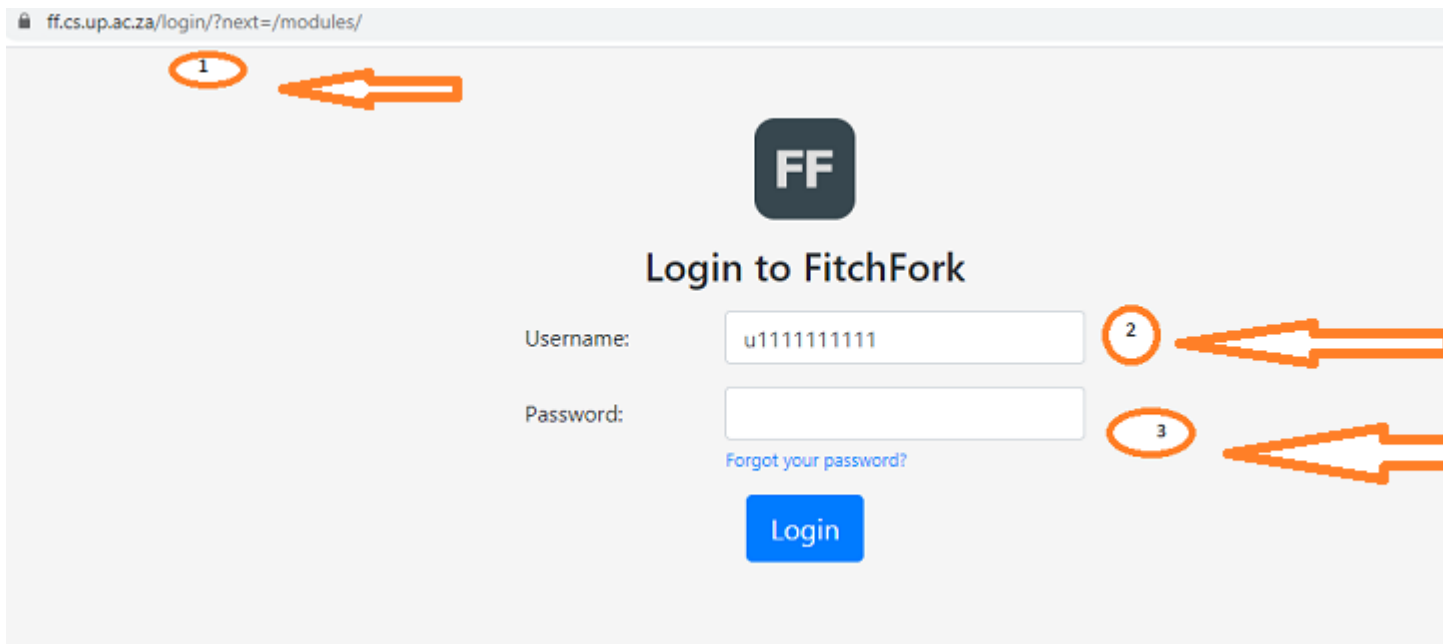 ff.cs.up.ac.za/login/?next=/modules/
1
FF
Login to FitchFork
Username: u1111111111 2
Password: 3
Forgot your password?
Login